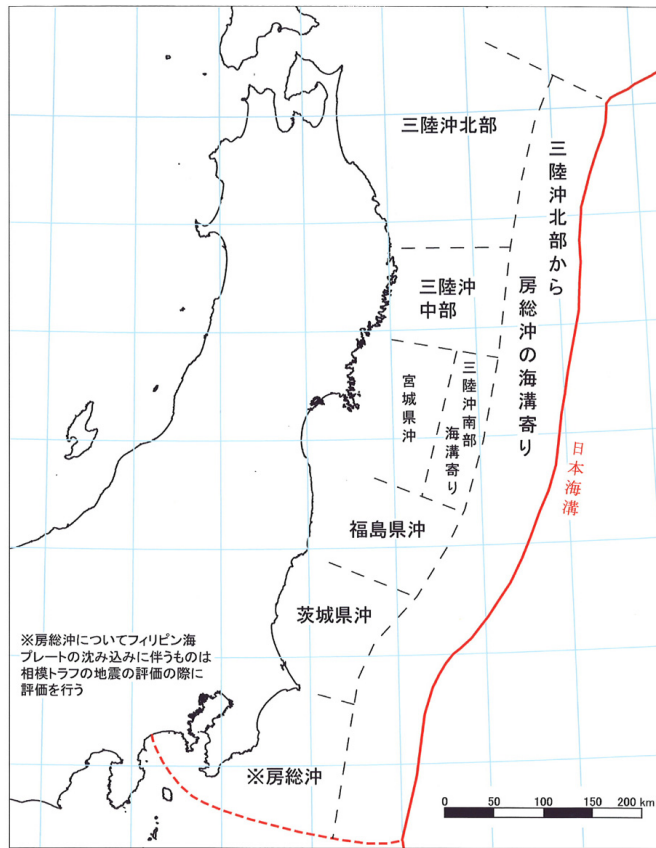 三陸沖北部
三陸沖北部から
房総沖の海溝寄り
三陸沖
中部
宮城県沖
三陸沖南部
海溝寄り
日本海溝
福島県沖
茨城県沖
※房総沖についてフィリピン海
プレートの沈み込みに伴うものは
相模トラフの地震の評価の際に
評価を行う
※房総沖
0 50 100 150 200 km